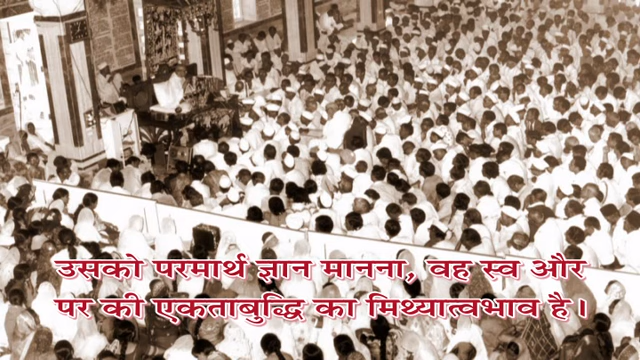 उसको परमार्थ ज्ञान मानना, वह स्व और
पर की एकताबुद्धि का मिथ्यात्वभाव है।